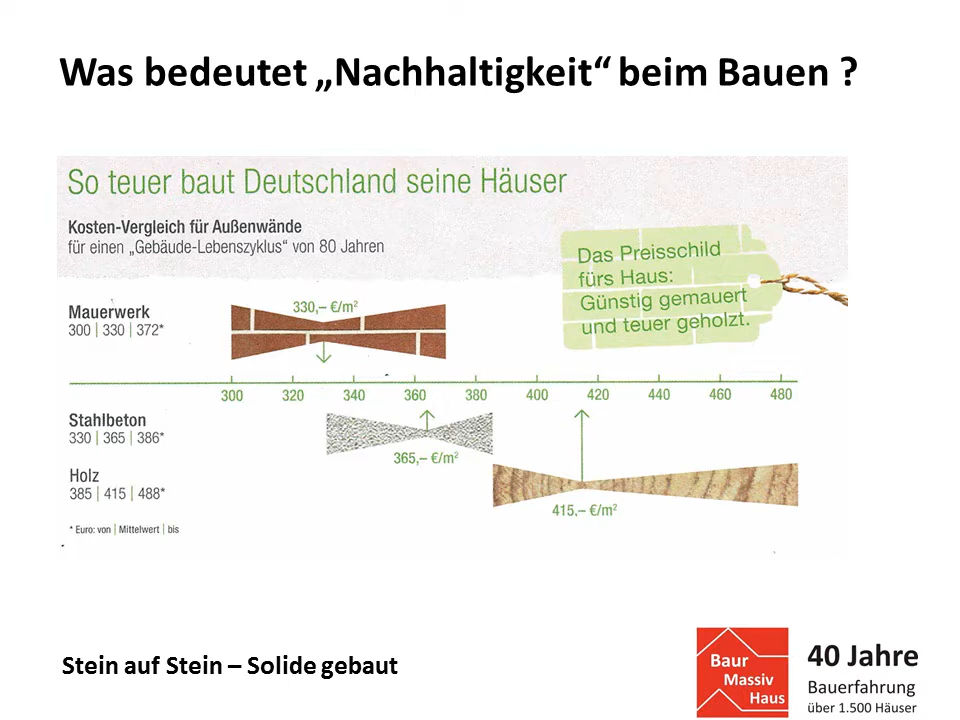 Was bedeutet „Nachhaltigkeit“ beim Bauen ?
So teuer baut Deutschland seine Häuser
Kosten-Vergleich für Außenwände
für einen „Gebäude-Lebenszyklus“ von 80 Jahren
Das Preisschild
fürs Haus:
Günstig gemauert
und teuer geholzt.
Mauerwerk
300 | 330 | 372*
330,– €/m²
300 320 340 360 380 400 420 440 460 480
Stahlbeton
330 | 365 | 386*
365,– €/m²
Holz
385 | 415 | 488*
415,– €/m²
* Euro: von | Mittelwert | bis
Stein auf Stein – Solide gebaut
Baur
Massiv
Haus
40 Jahre
Bauerfahrung
über 1.500 Häuser